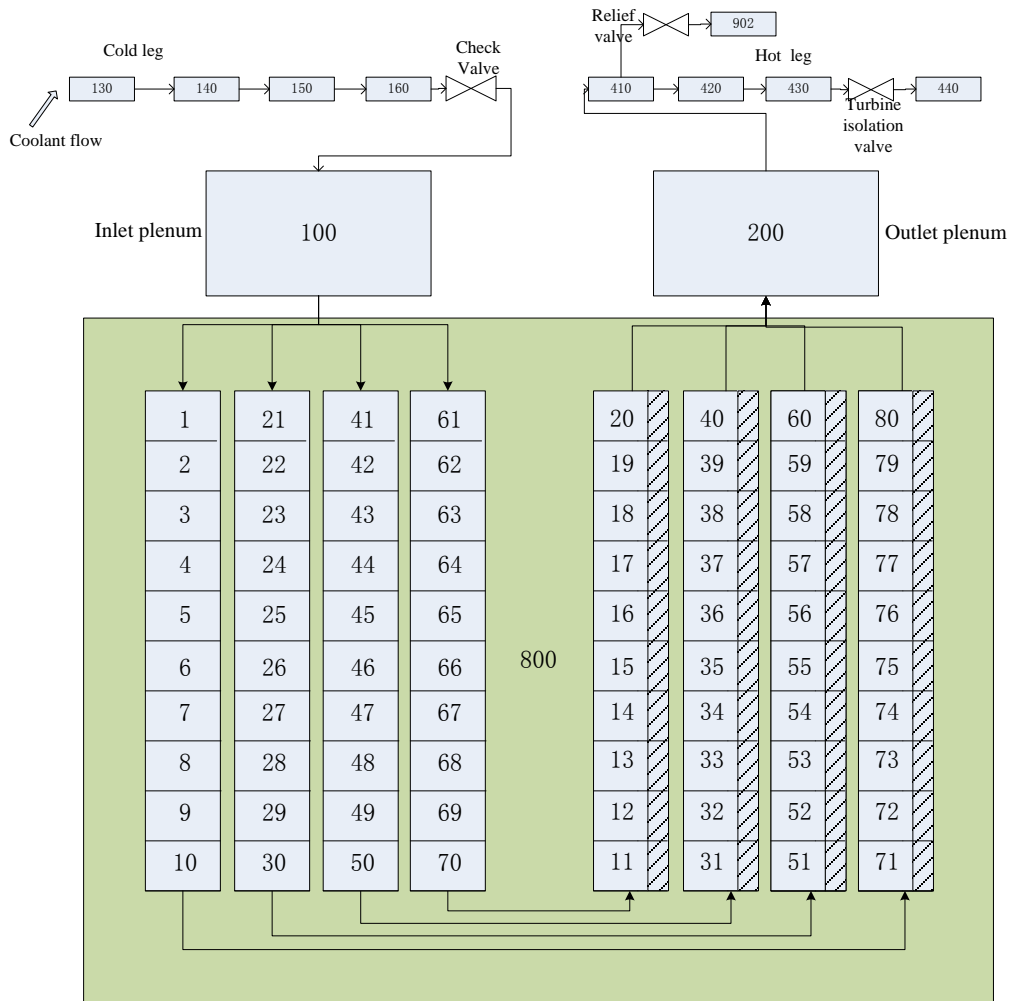 Relief
valve
902
Cold leg
Check
Valve
Hot leg
130
140
150
160
410
420
430
440
Coolant flow
Turbine
isolation
valve
Inlet plenum
100
200
Outlet plenum
1 21 41 61 20 40 60 80
2 22 42 62 19 39 59 79
3 23 43 63 18 38 58 78
4 24 44 64 17 37 57 77
5 25 45 65 16 36 56 76
6 26 46 66 800 15 35 55 75
7 27 47 67 14 34 54 74
8 28 48 68 13 33 53 73
9 29 49 69 12 32 52 72
10 30 50 70 11 31 51 71